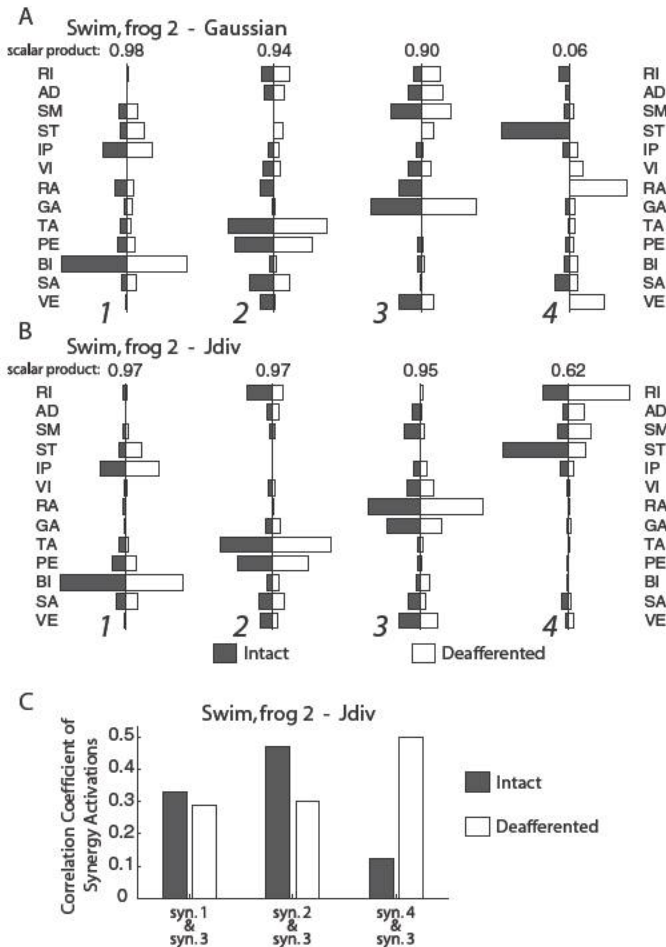 A
Swim, frog 2 - Gaussian
scalar product: 0.98 0.94 0.90 0.06
RI RI
AD AD
SM SM
ST ST
IP IP
VI VI
RA RA
GA GA
TA TA
PE PE
BI BI
SA SA
VE 1 2 3 4 VE
B
Swim, frog 2 - Jdiv
scalar product: 0.97 0.97 0.95 0.62
RI RI
AD AD
SM SM
ST ST
IP IP
VI VI
RA RA
GA GA
TA TA
PE PE
BI BI
SA SA
VE 1 2 3 4 VE
Intact Deafferented
C
Swim, frog 2 - Jdiv
Correlation Coefficient of
Synergy Activations
0.5
0.4
0.3
0.1
0
syn. 1 & syn. 3
syn. 2 & syn. 3
syn. 4 & syn. 3
Intact
Deafferented